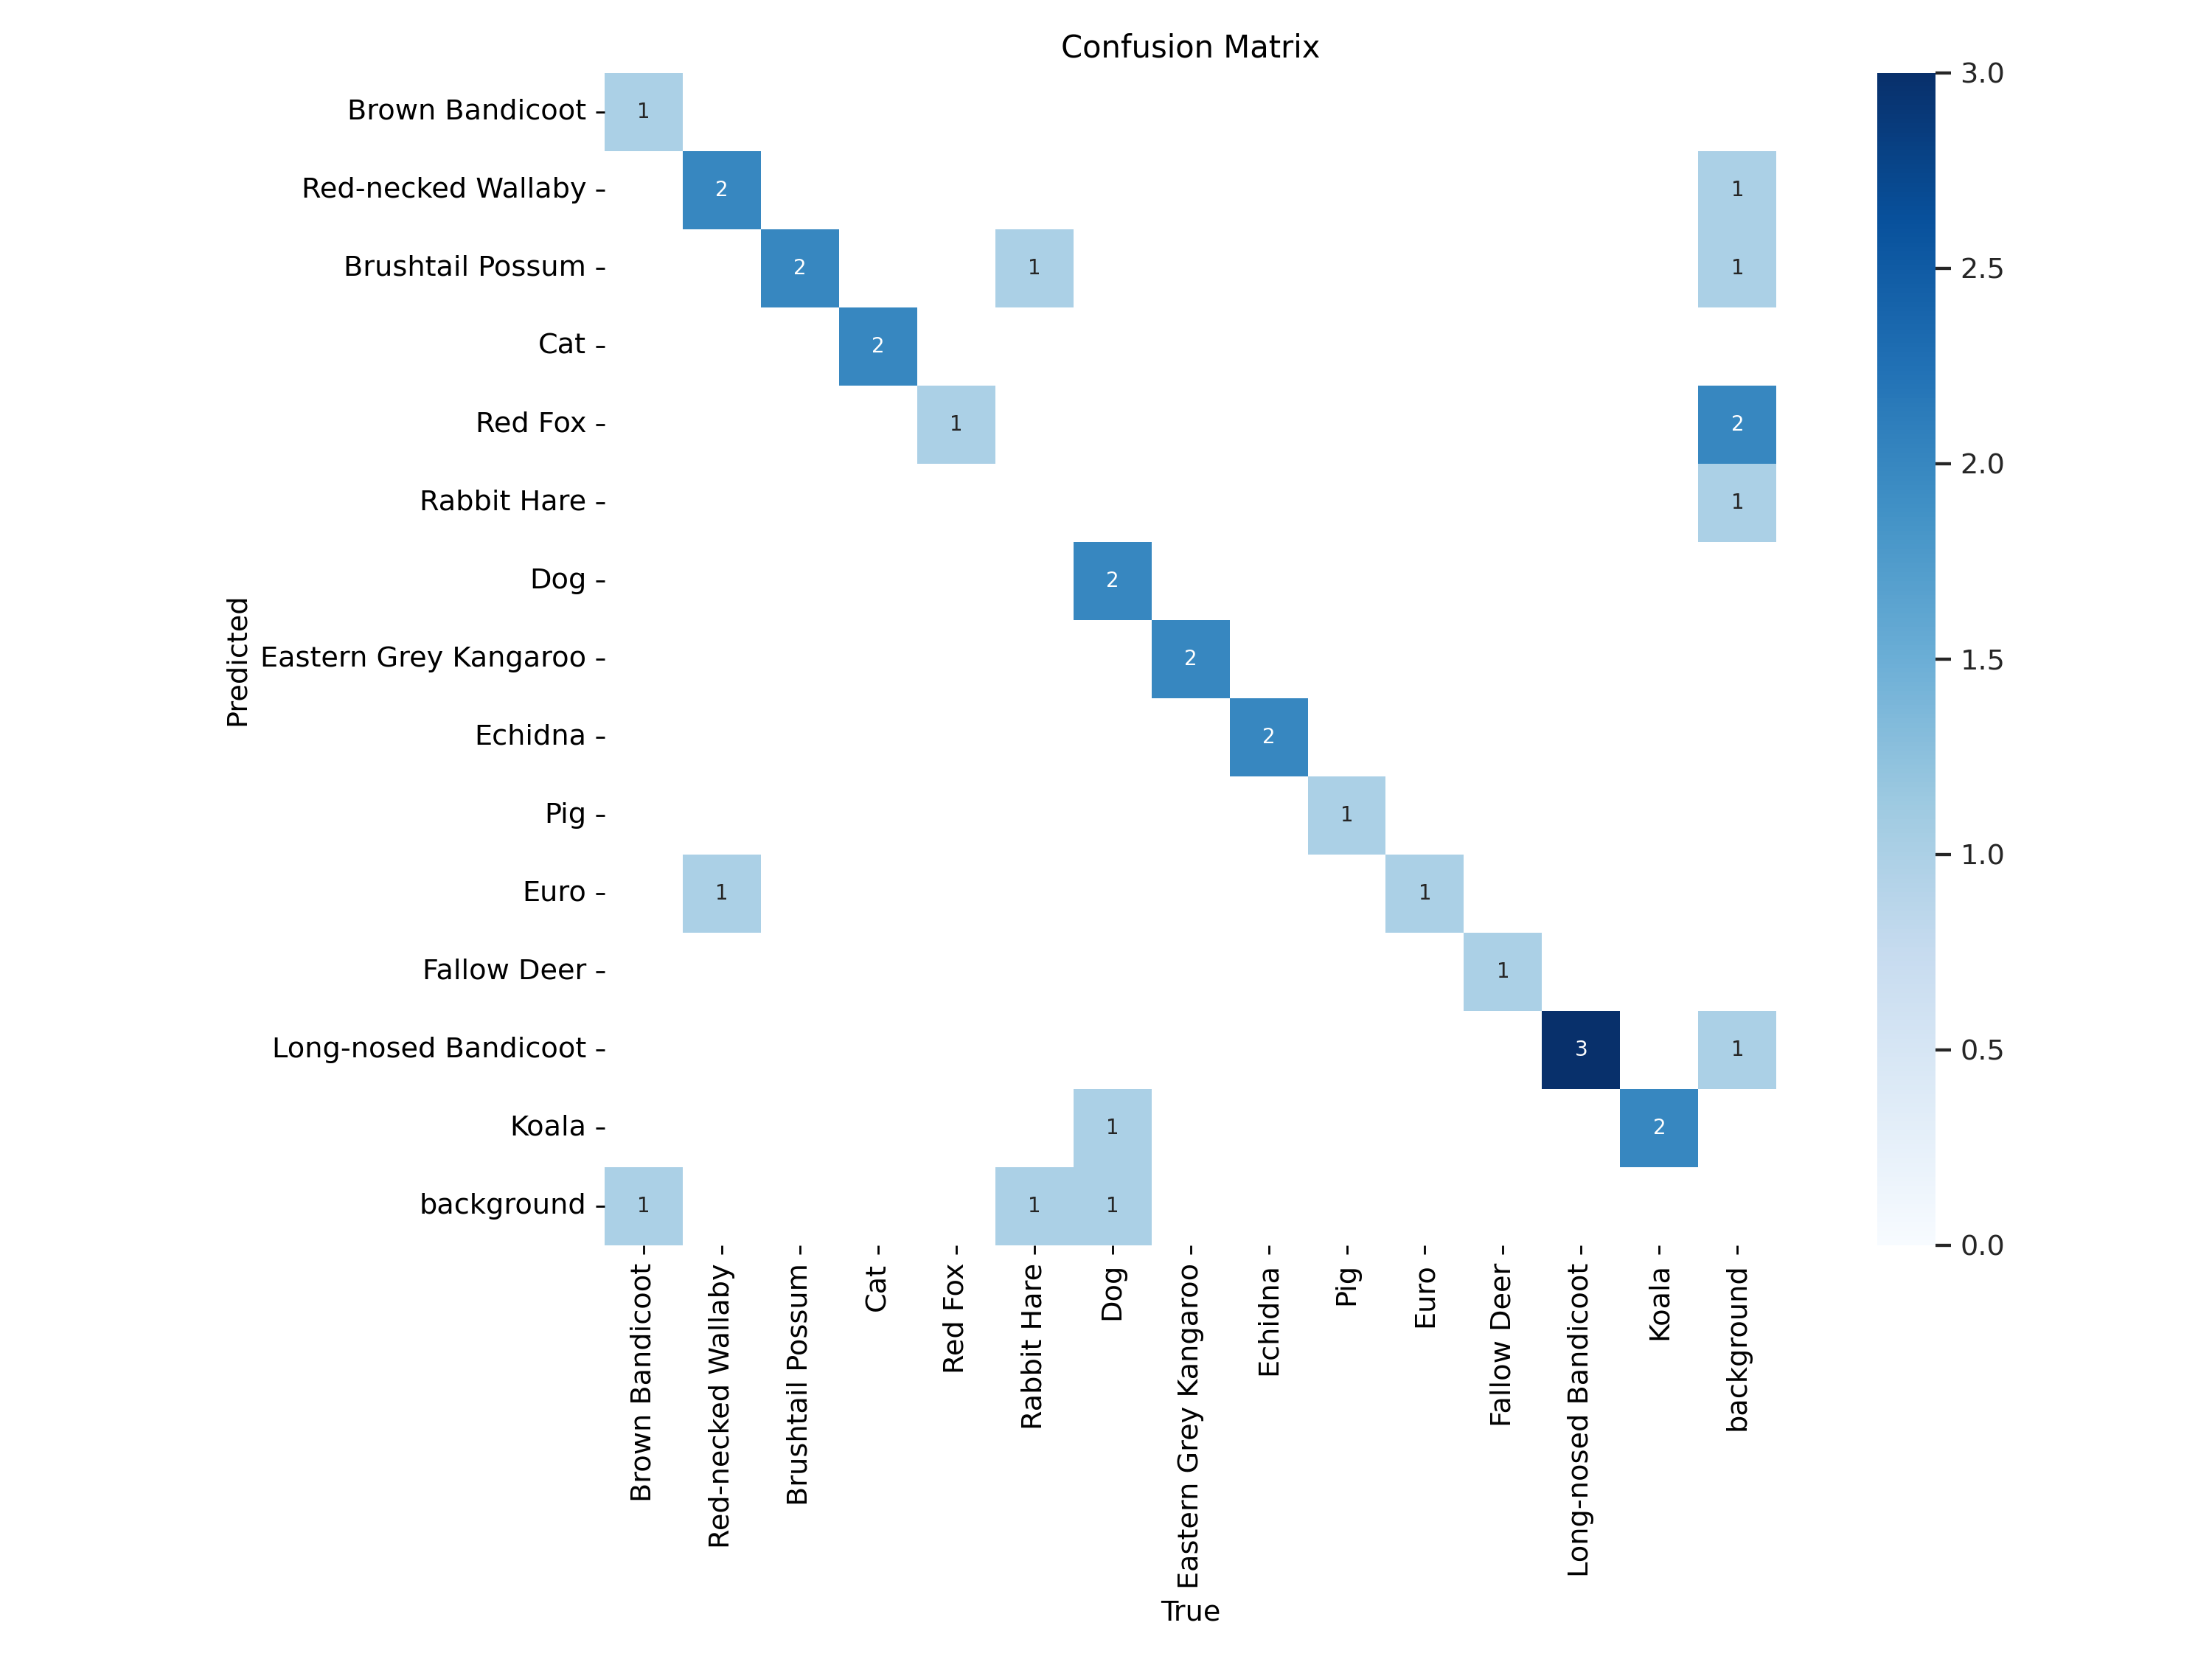 Confusion Matrix
Brown Bandicoot 1
Red-necked Wallaby 2 1
Brushtail Possum 2 1 1
Cat 2
Red Fox 1 2
Rabbit Hare 1
Dog 2
Eastern Grey Kangaroo 2
Echidna 2
Pig 1
Euro 1 1
Fallow Deer 1
Long-nosed Bandicoot 3 1
Koala 1 2
background 1 1 1
Predicted
Brown Bandicoot
Red-necked Wallaby
Brushtail Possum
Cat
Red Fox
Rabbit Hare
Dog
Eastern Grey Kangaroo
Echidna
Pig
Euro
Fallow Deer
Long-nosed Bandicoot
Koala
background
True
3.0
2.5
2.0
1.5
1.0
0.5
0.0